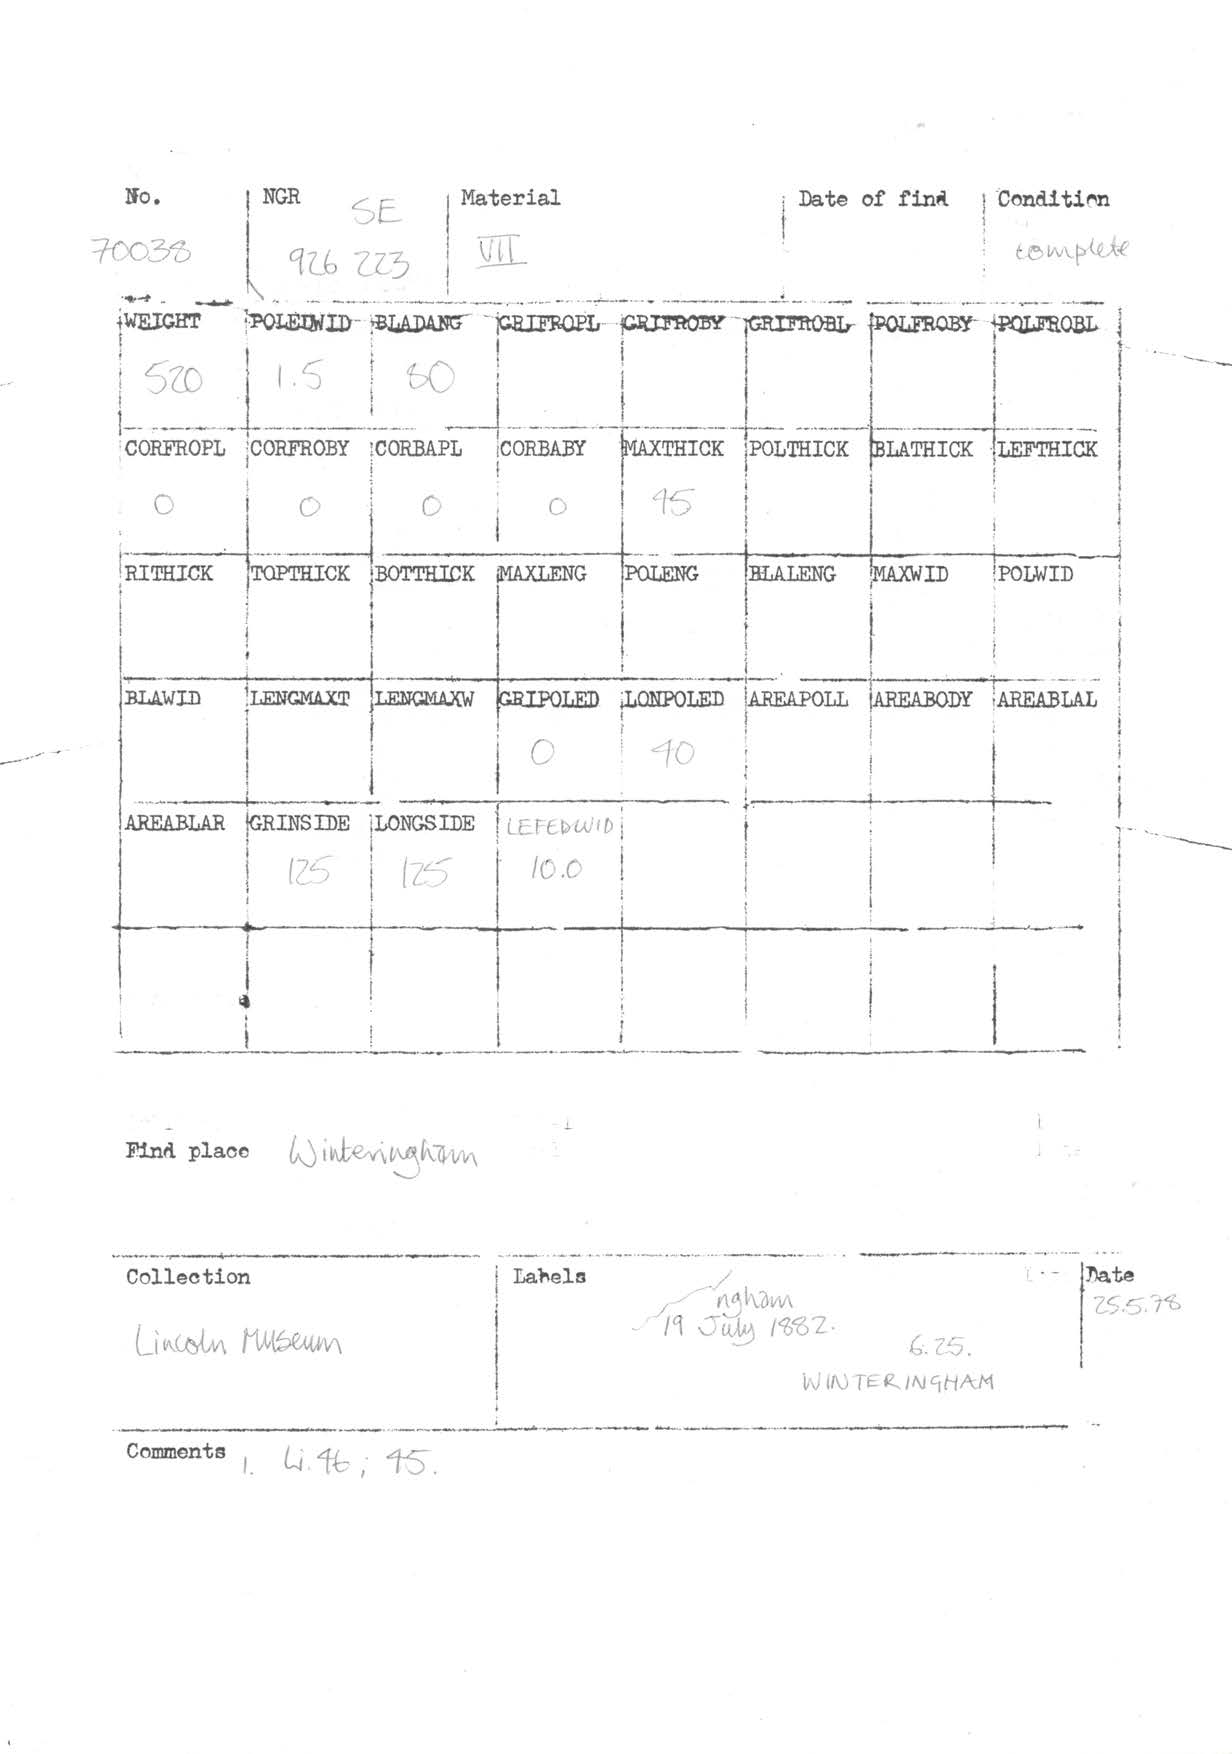 No. NGR Material Date of find Condition
SE
70038 926 223 VII complete
WEIGHT POLEDWID BLADANG GRIFROPL GRIFROBY GRIFROBL POLFROBY POLFROBL
520 1.5 80
CORFROPL CORFROBY CORBAPL CORBABY MAXTHICK POLTHICK BLATHICK LEFTHICK
0 0 0 0 45
RITHICK TOPTHICK BOTTHICK MAXLENG POLENG BLALENG MAXWID POLWID
BLAWID LENGMAXT LENGMAXW GRIPOLED LONPOLED AREAPOLL AREABODY AREABLAL
0 40
AREABLAR GRINSIDE LONGSIDE LEFEDWID
125 125 10.0
Find place Winteringham
Collection Labels Date
ngham 25.5.78
19 July 1882.
Lincoln Museum 6.25.
WINTERINGHAM
Comments 1. Li.46; 45.